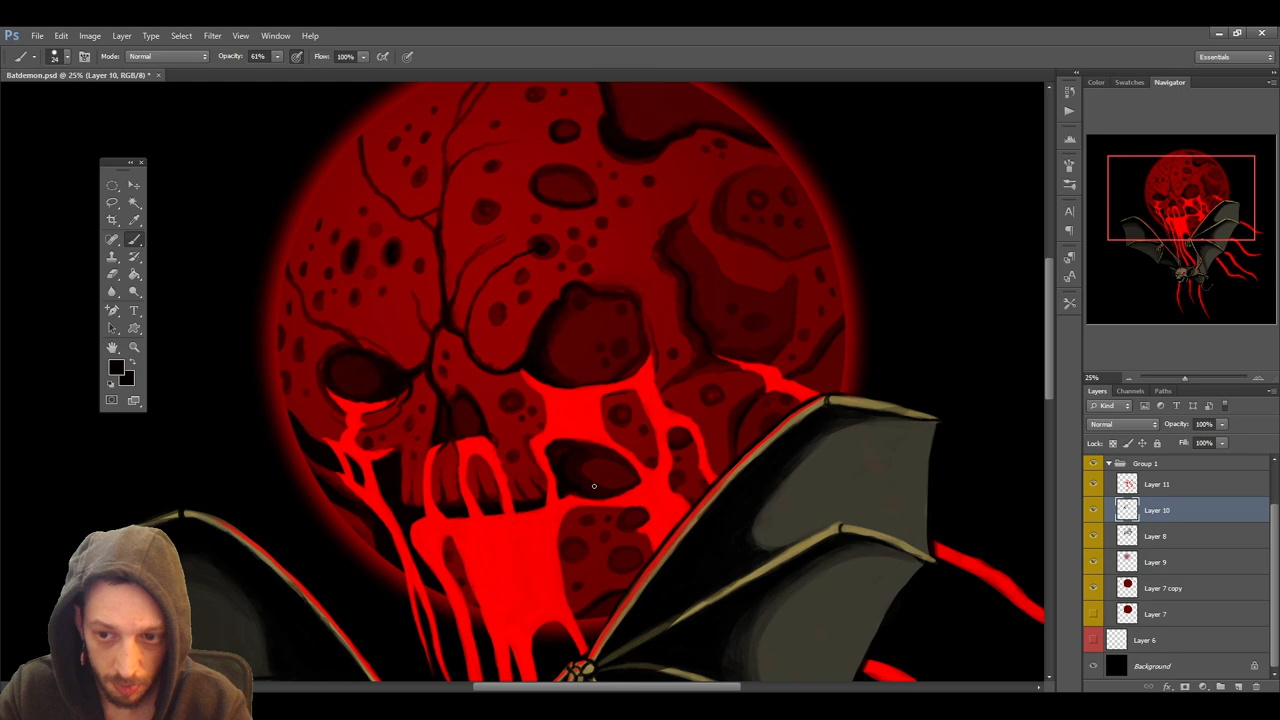 Ps File Edit Image Layer Type Select Filter View Window Help
24 Mode: Normal Opacity: 61% Flow: 100% Essentials
Batdemon.psd @ 25% (Layer 10, RGB/8) * ×
Color Swatches Navigator
25%
Layers Channels Paths
Kind
Normal Opacity: 100%
Lock: Fill: 100%
Group 1
Layer 11
Layer 10
Layer 8
Layer 9
Layer 7 copy
Layer 7
Layer 6
Background